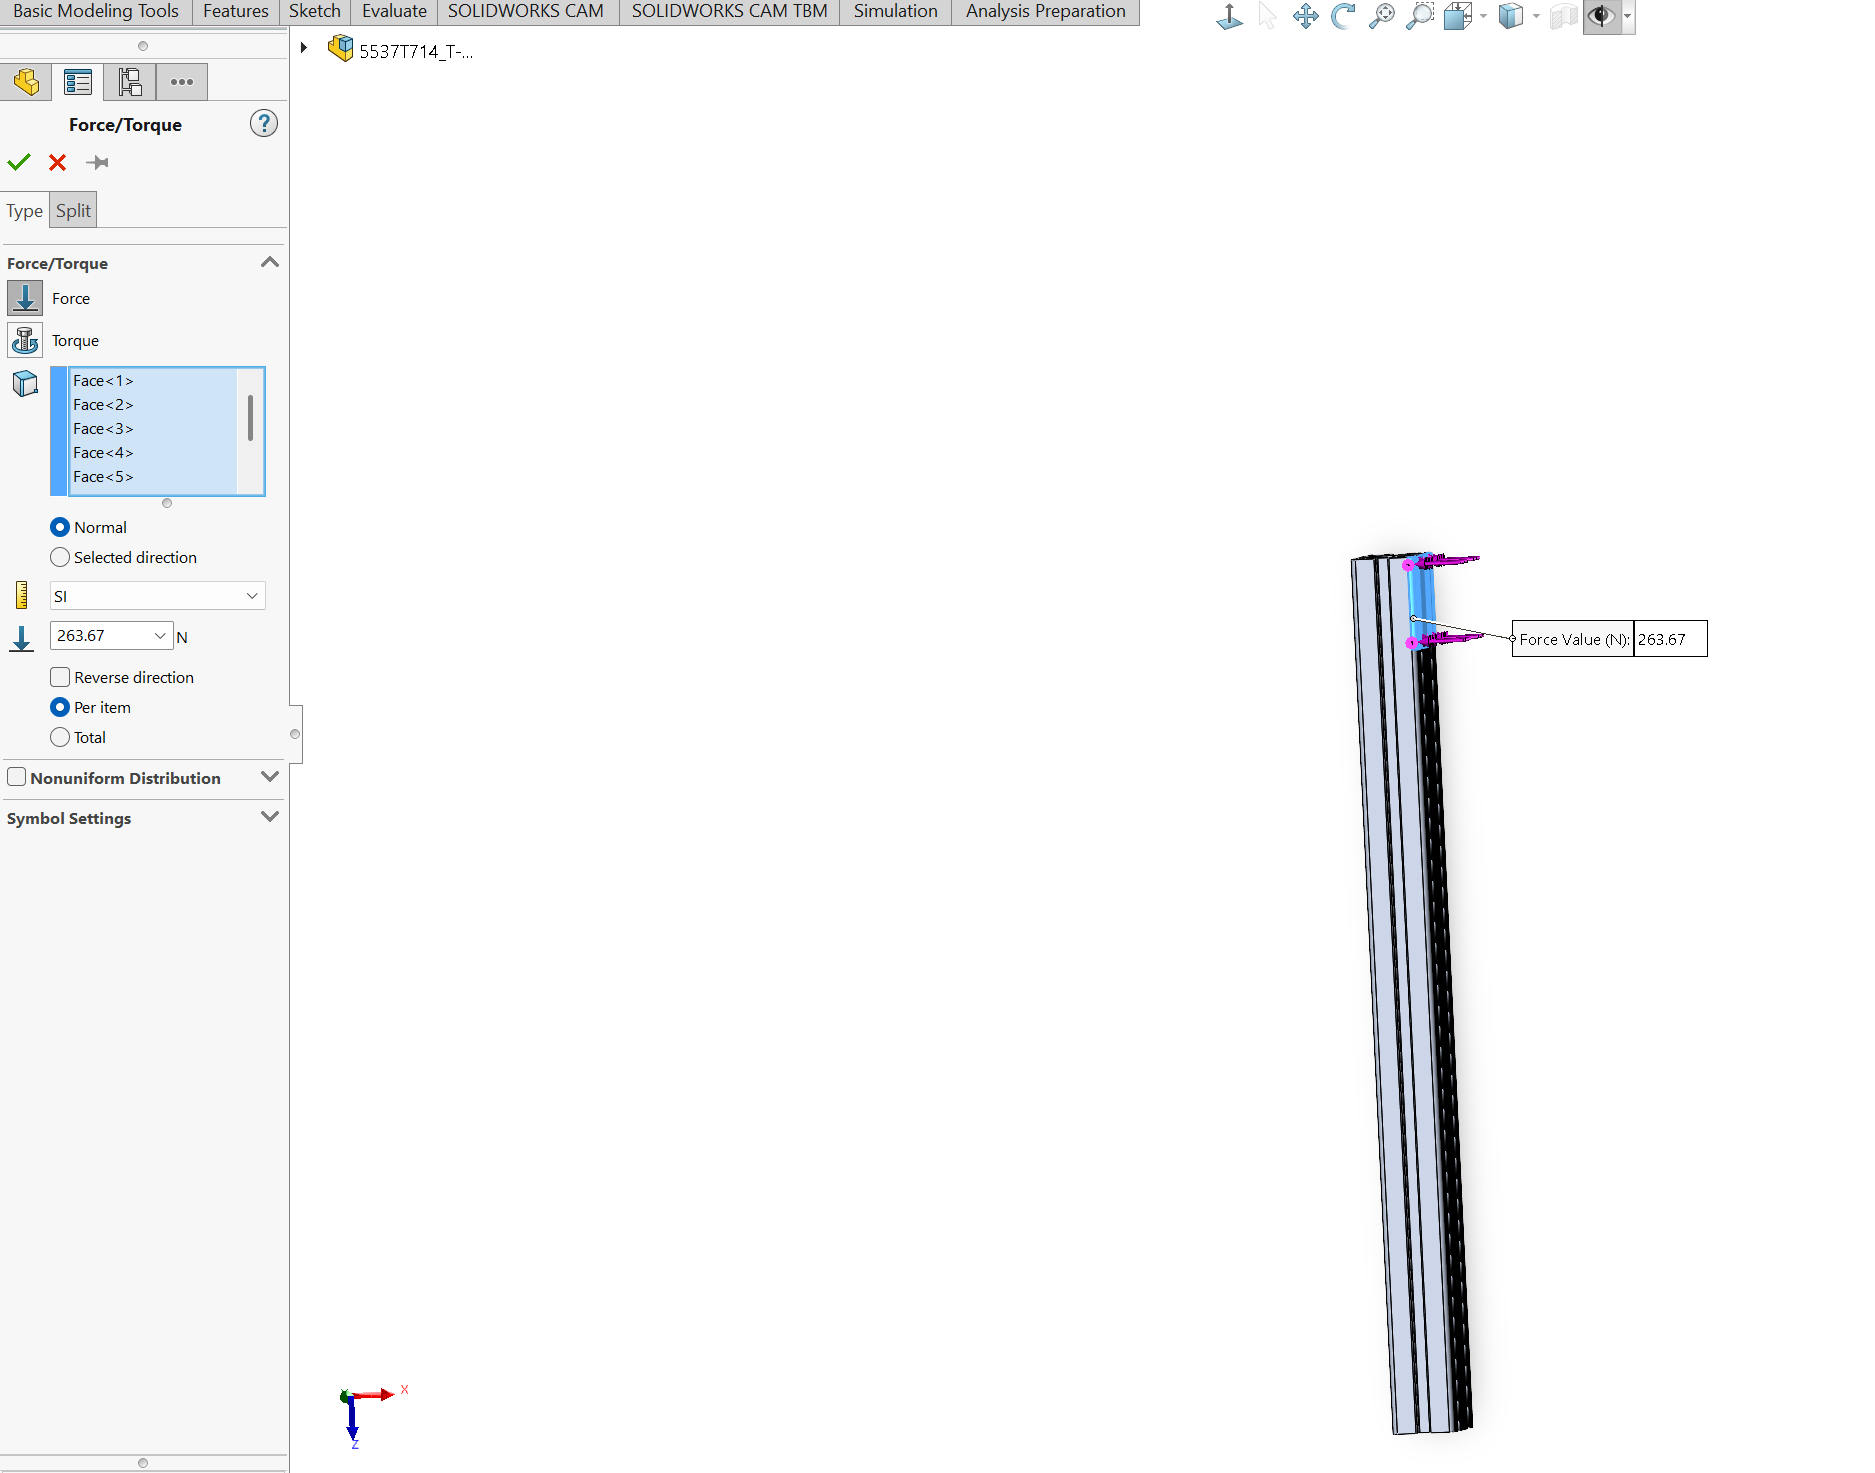 Basic Modeling Tools Features Sketch Evaluate SOLIDWORKS CAM SOLIDWORKS CAM TBM Simulation Analysis Preparation
5537T714_T-...
Force/Torque
?
Type Split
Force/Torque
Force
Torque
Face<1>
Face<2>
Face<3>
Face<4>
Face<5>
Normal
Selected direction
SI
263.67 N
Force Value (N): 263.67
Reverse direction
Per item
Total
Nonuniform Distribution
Symbol Settings
X
Z